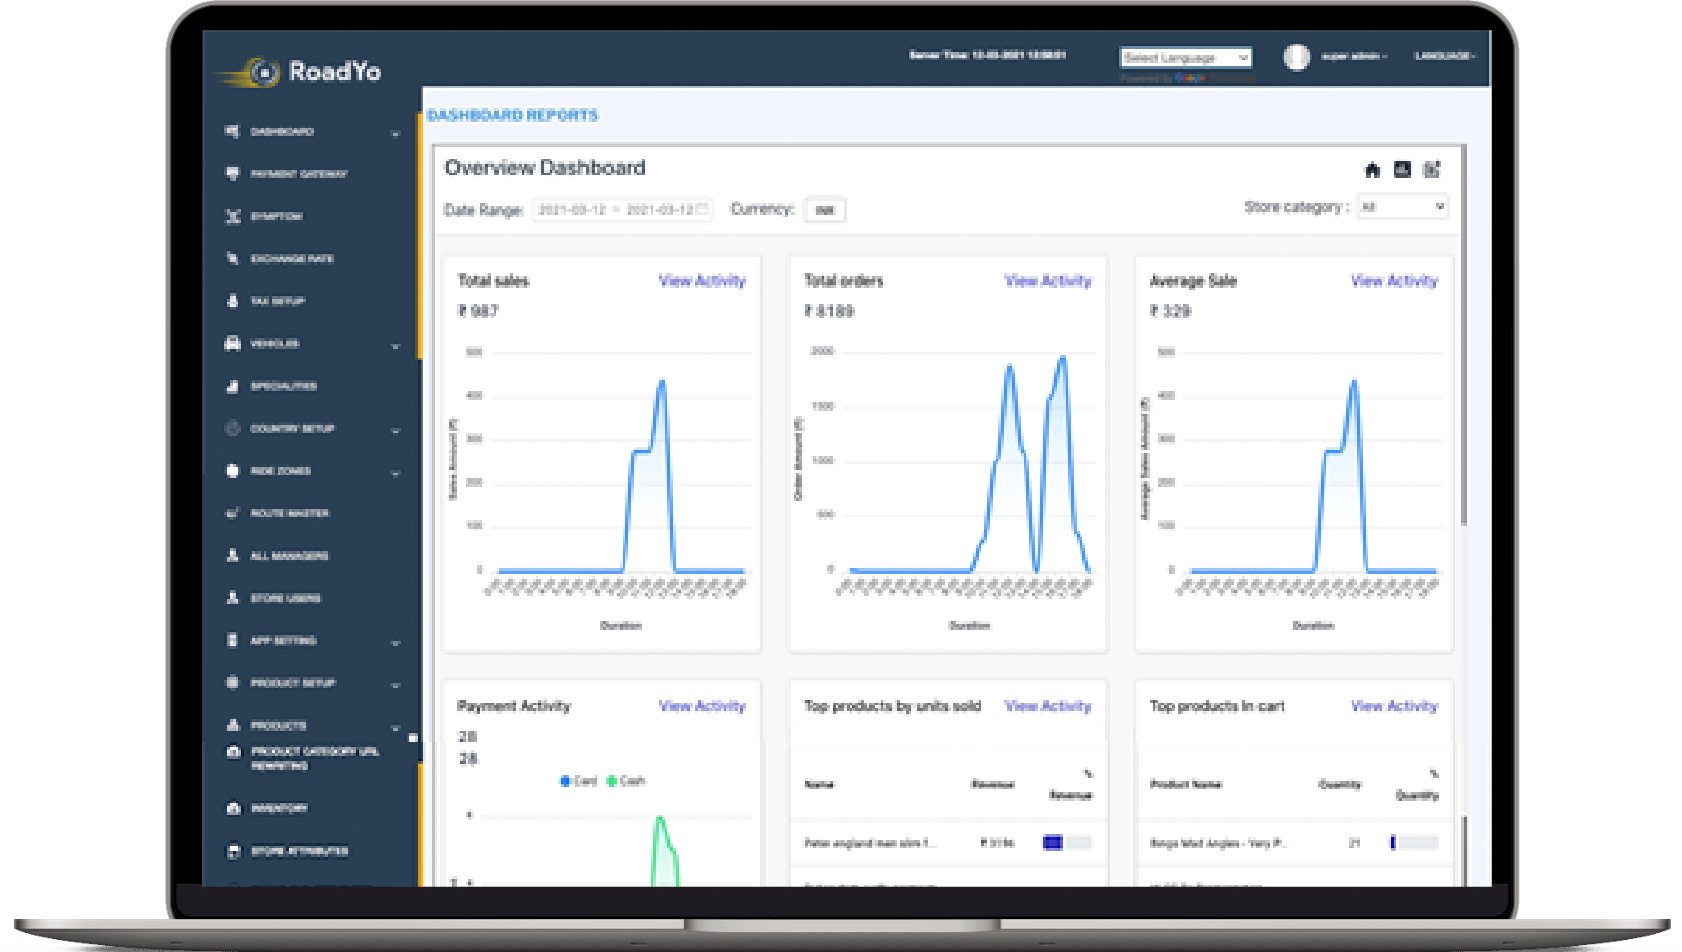 RoadYo
Server Time: 12-03-2021 12:58:01
Select Language
Powered by Google
super admin
LANGUAGE
DASHBOARD
PAYMENT GATEWAY
SYMPTOM
EXCHANGE RATE
TAX SETUP
VEHICLES
SPECIALITIES
COUNTRY SETUP
RIDE ZONES
ROUTE MASTER
ALL MANAGERS
STORE USERS
APP SETTING
PRODUCT SETUP
PRODUCTS
PRODUCT CATEGORY URL
REWRITING
INVENTORY
STORE ATTRIBUTES
DASHBOARD REPORTS
Overview Dashboard
Date Range: 2021-03-12 ~ 2021-03-12 Currency: INR
Store category : All
Total sales View Activity
₹ 987
500
400
300
200
100
0
Sales Amount (₹)
Duration
Total orders View Activity
₹ 8189
2000
1500
1000
500
0
Order Amount (₹)
Duration
Average Sale View Activity
₹ 329
500
400
300
200
100
0
Average Sales Amount (₹)
Duration
Payment Activity View Activity
28
28
Card Cash
6
4
Top products by units sold View Activity
Name Revenue % Revenue
Peter england men slim f... ₹ 3196
Top products in cart View Activity
Product Name Quantity % Quantity
Bingo Mad Angles - Very P... 21